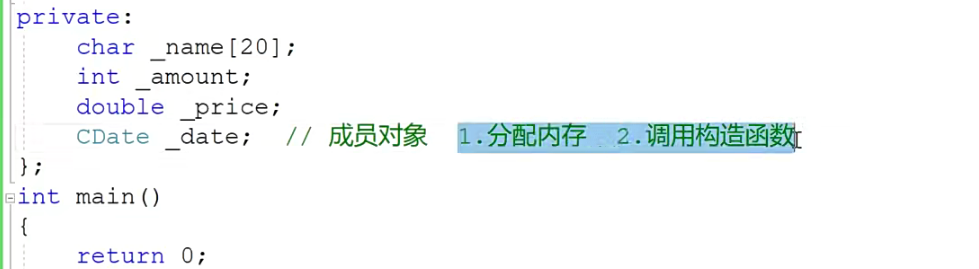 private:
char _name[20];
int _amount;
double _price;
CDate _date; // 成员对象 1.分配内存 2.调用构造函数
};
int main()
{
return 0;